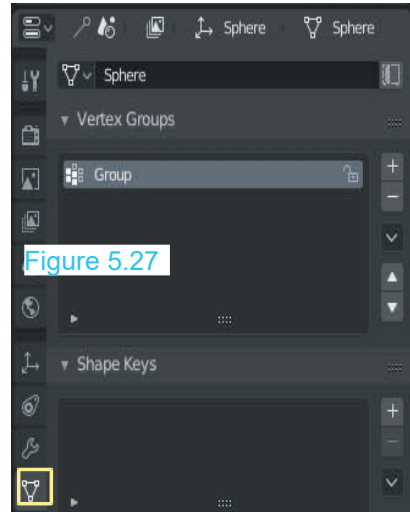 Sphere Sphere
Sphere
Vertex Groups
Group
Figure 5.27
Shape Keys